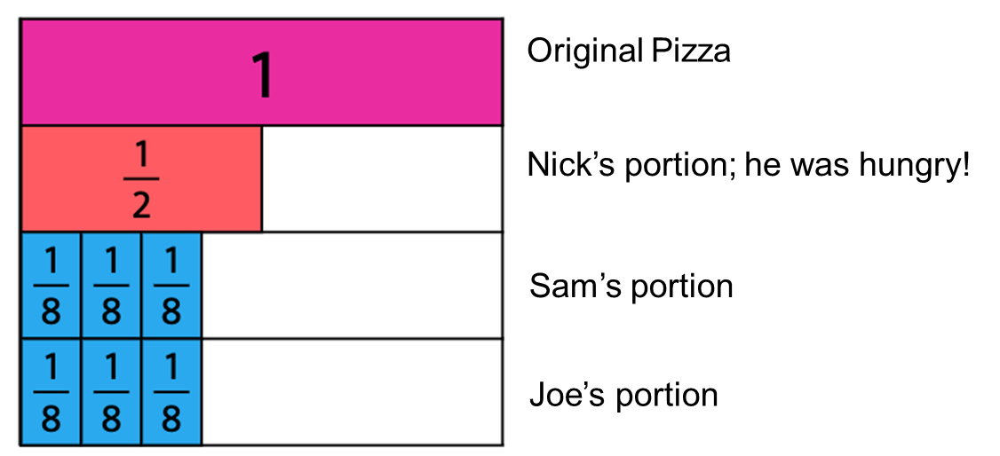 1
Original Pizza
1/2
Nick's portion; he was hungry!
1/8 1/8 1/8
Sam's portion
1/8 1/8 1/8
Joe's portion